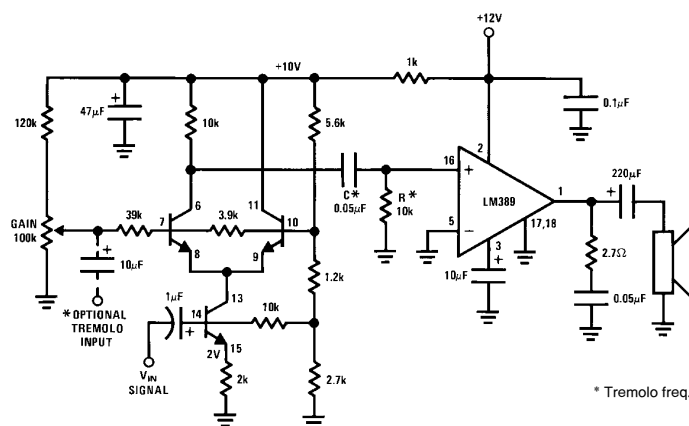 +12V
+10V
1k
120k
47μF
+
10k
5.6k
0.1μF
+
2
16
+
LM389
1
220μF
+
C*
0.05μF
R*
10k
5
−
17,18
3
10μF
+
2.7Ω
0.05μF
6
11
GAIN
100k
39k
7
3.9k
10
8
9
10μF
+
*OPTIONAL
TREMOLO
INPUT
1.2k
1μF
+
13
14
10k
15
2V
2k
2.7k
VIN
SIGNAL
* Tremolo freq.